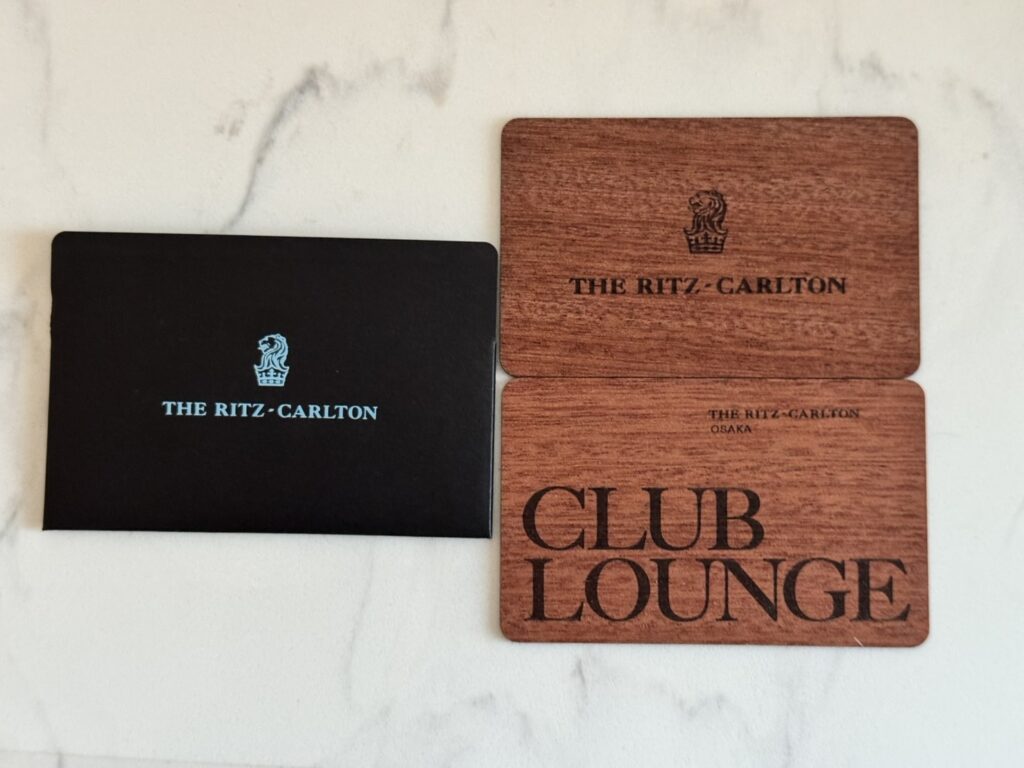 THE RITZ-CARLTON
THE RITZ-CARLTON
THE RITZ-CARLTON
OSAKA
CLUB
LOUNGE